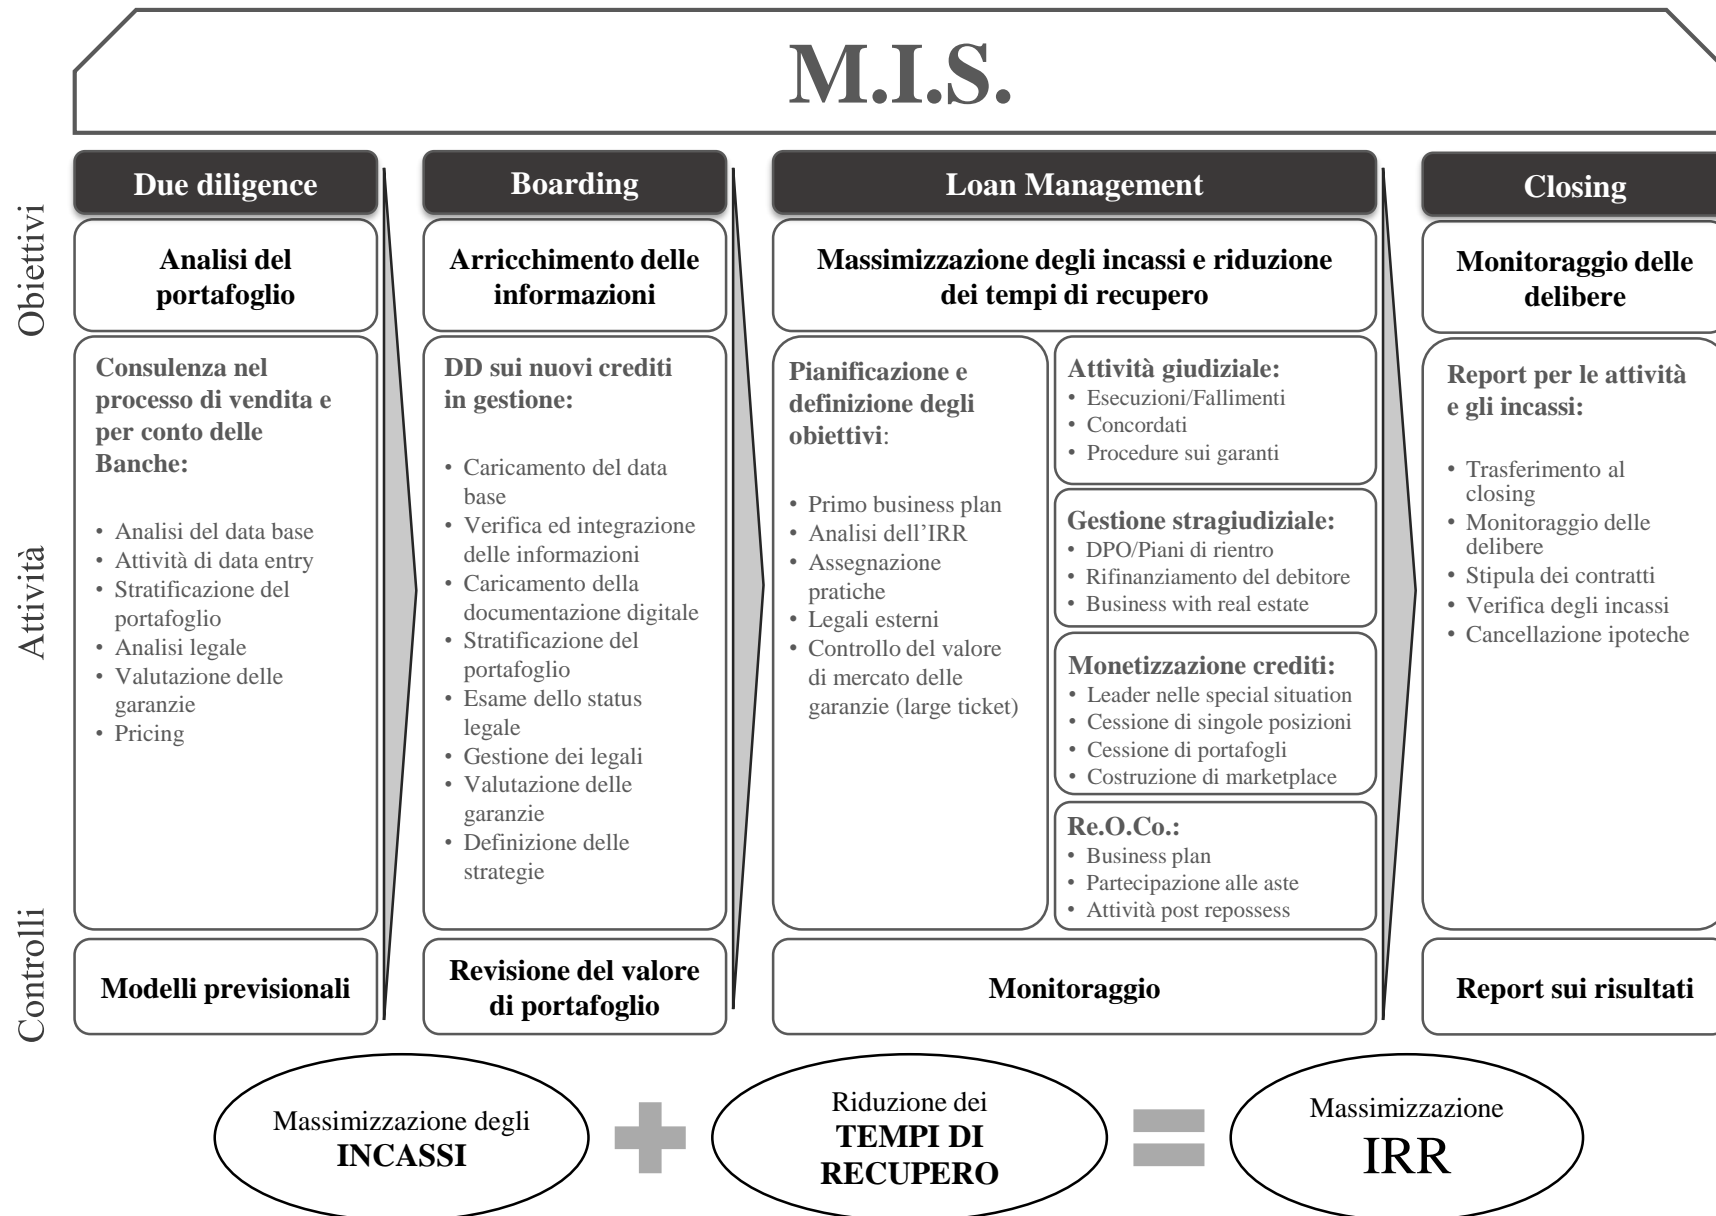 M.I.S.
Obiettivi
Attività
Controlli
Due diligence
Analisi del
portafoglio
Consulenza nel
processo di vendita e
per conto delle
Banche:
• Analisi del data base
• Attività di data entry
• Stratificazione del
portafoglio
• Analisi legale
• Valutazione delle
garanzie
• Pricing
Modelli previsionali
Boarding
Arricchimento delle
informazioni
DD sui nuovi crediti
in gestione:
• Caricamento del data
base
• Verifica ed integrazione
delle informazioni
• Caricamento della
documentazione digitale
• Stratificazione del
portafoglio
• Esame dello status
legale
• Gestione dei legali
• Valutazione delle
garanzie
• Definizione delle
strategie
Revisione del valore
di portafoglio
Loan Management
Massimizzazione degli incassi e riduzione
dei tempi di recupero
Pianificazione e
definizione degli
obiettivi:
• Primo business plan
• Analisi dell’IRR
• Assegnazione
pratiche
• Legali esterni
• Controllo del valore
di mercato delle
garanzie (large ticket)
Attività giudiziale:
• Esecuzioni/Fallimenti
• Concordati
• Procedure sui garanti
Gestione stragiudiziale:
• DPO/Piani di rientro
• Rifinanziamento del debitore
• Business with real estate
Monetizzazione crediti:
• Leader nelle special situation
• Cessione di singole posizioni
• Cessione di portafogli
• Costruzione di marketplace
Re.O.Co.:
• Business plan
• Partecipazione alle aste
• Attività post repossess
Monitoraggio
Closing
Monitoraggio delle
delibere
Report per le attività
e gli incassi:
• Trasferimento al
closing
• Monitoraggio delle
delibere
• Stipula dei contratti
• Verifica degli incassi
• Cancellazione ipoteche
Report sui risultati
Massimizzazione degli
INCASSI
+
Riduzione dei
TEMPI DI
RECUPERO
=
Massimizzazione
IRR